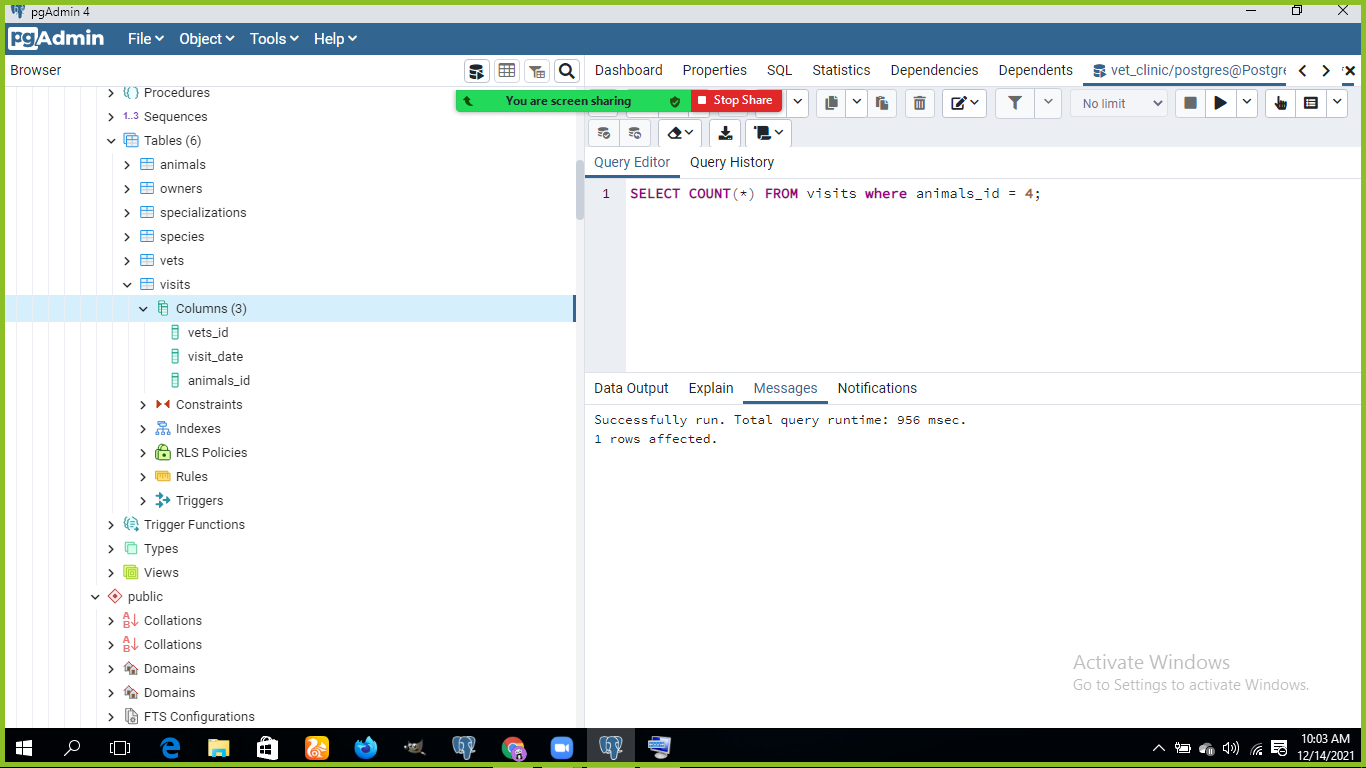 pgAdmin 4
pgAdmin File Object Tools Help
Browser
Dashboard Properties SQL Statistics Dependencies Dependents vet_clinic/postgres@Postgre
You are screen sharing Stop Share
No limit
Procedures
1..3 Sequences
Tables (6)
animals
owners
specializations
species
vets
visits
Columns (3)
vets_id
visit_date
animals_id
Constraints
Indexes
RLS Policies
Rules
Triggers
Trigger Functions
Types
Views
public
Collations
Collations
Domains
Domains
FTS Configurations
Query Editor Query History
1 SELECT COUNT(*) FROM visits where animals_id = 4;
Data Output Explain Messages Notifications
Successfully run. Total query runtime: 956 msec.
1 rows affected.
Activate Windows
Go to Settings to activate Windows.
10:03 AM
12/14/2021